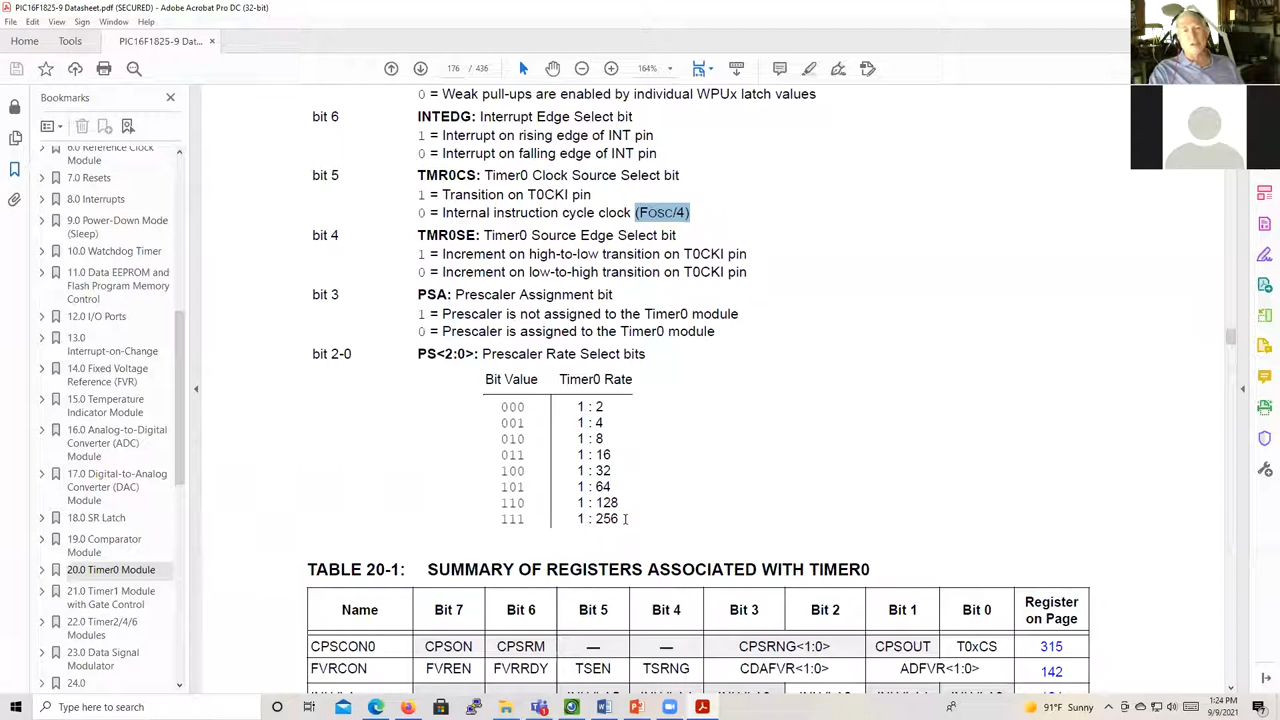 PIC16F1825-9 Datasheet.pdf (SECURED) - Adobe Acrobat Pro DC (32-bit)
File Edit View Sign Window Help
Home Tools PIC16F1825-9 Dat... ×
176 / 436 164%
Bookmarks
6.0 Reference Clock
Module
7.0 Resets
8.0 Interrupts
9.0 Power-Down Mode
(Sleep)
10.0 Watchdog Timer
11.0 Data EEPROM and
Flash Program Memory
Control
12.0 I/O Ports
13.0
Interrupt-on-Change
14.0 Fixed Voltage
Reference (FVR)
15.0 Temperature
Indicator Module
16.0 Analog-to-Digital
Converter (ADC)
Module
17.0 Digital-to-Analog
Converter (DAC)
Module
18.0 SR Latch
19.0 Comparator
Module
20.0 Timer0 Module
21.0 Timer1 Module
with Gate Control
22.0 Timer2/4/6
Modules
23.0 Data Signal
Modulator
24.0
0 = Weak pull-ups are enabled by individual WPUx latch values
bit 6 INTEDG: Interrupt Edge Select bit
1 = Interrupt on rising edge of INT pin
0 = Interrupt on falling edge of INT pin
bit 5 TMR0CS: Timer0 Clock Source Select bit
1 = Transition on T0CKI pin
0 = Internal instruction cycle clock (FOSC/4)
bit 4 TMR0SE: Timer0 Source Edge Select bit
1 = Increment on high-to-low transition on T0CKI pin
0 = Increment on low-to-high transition on T0CKI pin
bit 3 PSA: Prescaler Assignment bit
1 = Prescaler is not assigned to the Timer0 module
0 = Prescaler is assigned to the Timer0 module
bit 2-0 PS<2:0>: Prescaler Rate Select bits
Bit Value Timer0 Rate
000 1 : 2
001 1 : 4
010 1 : 8
011 1 : 16
100 1 : 32
101 1 : 64
110 1 : 128
111 1 : 256
TABLE 20-1: SUMMARY OF REGISTERS ASSOCIATED WITH TIMER0
Name Bit 7 Bit 6 Bit 5 Bit 4 Bit 3 Bit 2 Bit 1 Bit 0 Register
on Page
CPSCON0 CPSON CPSRM — — CPSRNG<1:0> CPSOUT T0xCS 315
FVRCON FVREN FVRRDY TSEN TSRNG CDAFVR<1:0> ADFVR<1:0> 142
Type here to search
91°F Sunny
1:24 PM
9/9/2021